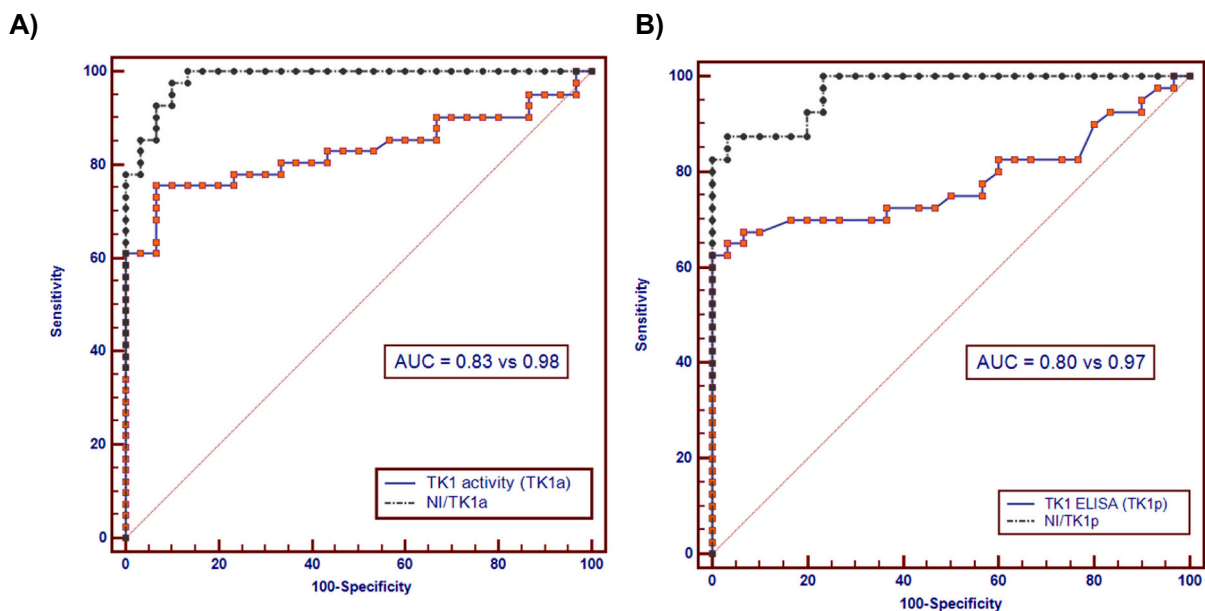 A)
100
80
60
40
20
0
Sensitivity
0 20 40 60 80 100
100-Specificity
AUC = 0.83 vs 0.98
TK1 activity (TK1a)
NI/TK1a
B)
100
80
60
40
20
0
Sensitivity
0 20 40 60 80 100
100-Specificity
AUC = 0.80 vs 0.97
TK1 ELISA (TK1p)
NI/TK1p